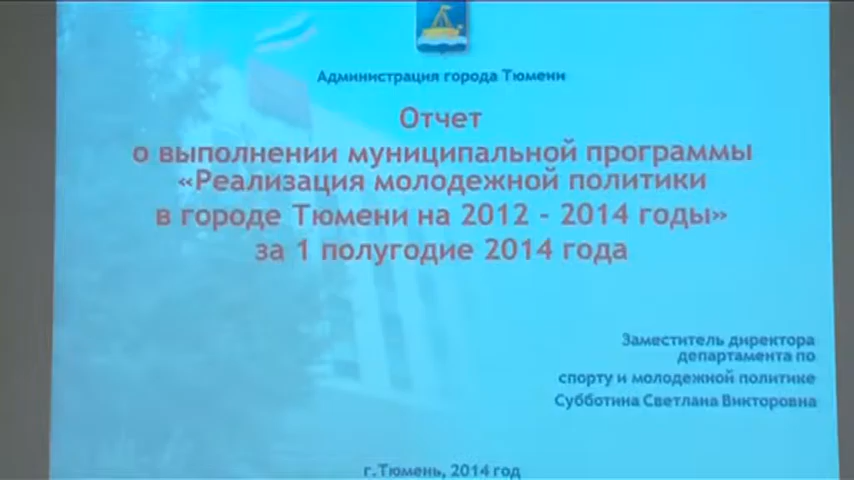 Администрация города Тюмени
Отчет
о выполнении муниципальной программы
«Реализация молодежной политики
в городе Тюмени на 2012 - 2014 годы»
за 1 полугодие 2014 года
Заместитель директора
департамента по
спорту и молодежной политике
Субботина Светлана Викторовна
г.Тюмень, 2014 год